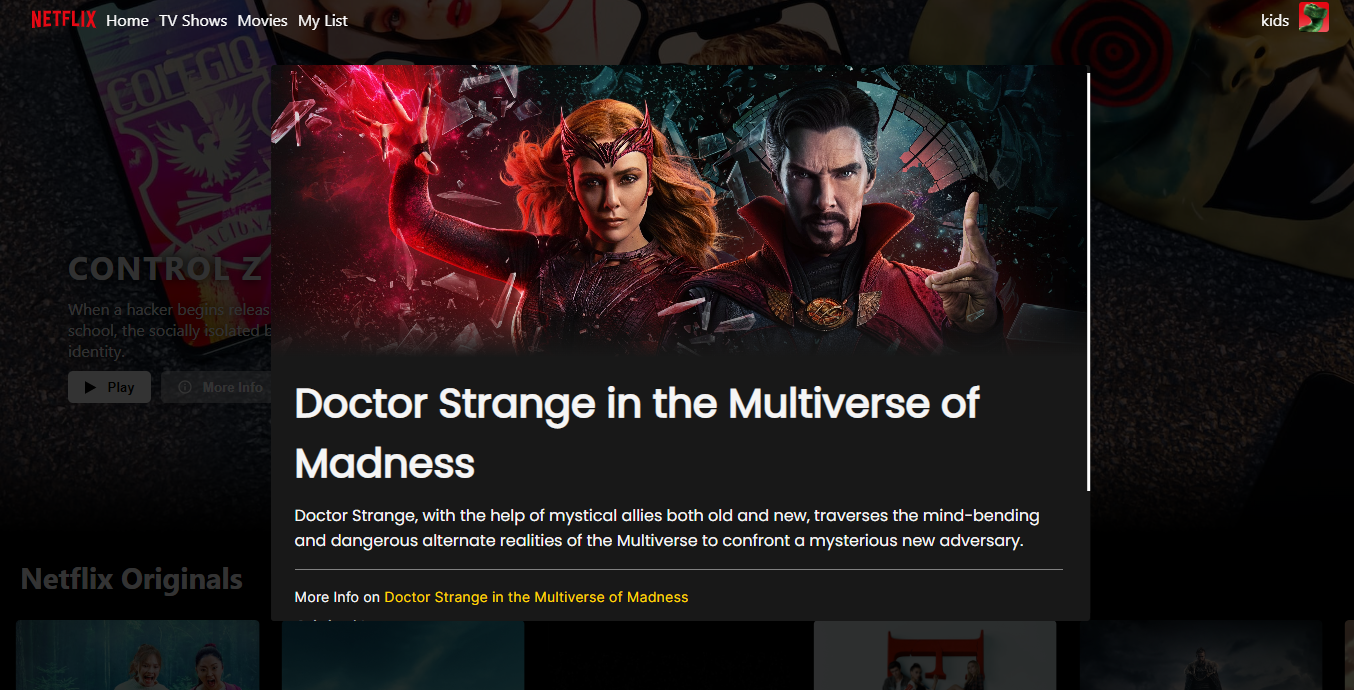 NETFLIX Home TV Shows Movies My List
kids
COLEGIO
NACIONAL
CONTROL Z
When a hacker begins releas
school, the socially isolated
identity.
Play
More Info
Doctor Strange in the Multiverse of
Madness
Doctor Strange, with the help of mystical allies both old and new, traverses the mind-bending
and dangerous alternate realities of the Multiverse to confront a mysterious new adversary.
More Info on Doctor Strange in the Multiverse of Madness
Netflix Originals